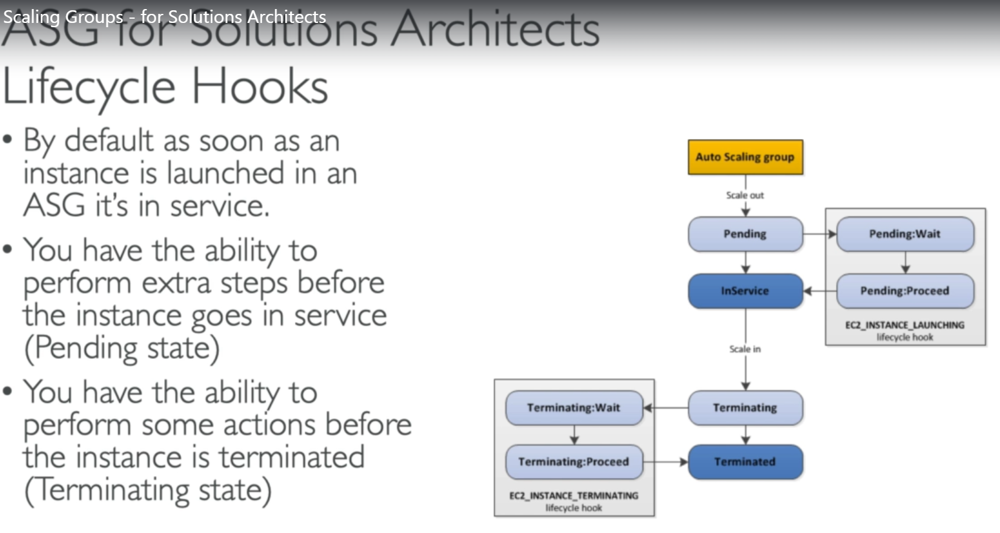 Scaling Groups - for Solutions Architects
ASG for Solutions Architects
Lifecycle Hooks
• By default as soon as an
instance is launched in an
ASG it's in service.
• You have the ability to
perform extra steps before
the instance goes in service
(Pending state)
• You have the ability to
perform some actions before
the instance is terminated
(Terminating state)
Auto Scaling group
Scale out
Pending
Pending:Wait
InService
Pending:Proceed
EC2_INSTANCE_LAUNCHING
lifecycle hook
Scale in
Terminating:Wait
Terminating
Terminating:Proceed
Terminated
EC2_INSTANCE_TERMINATING
lifecycle hook